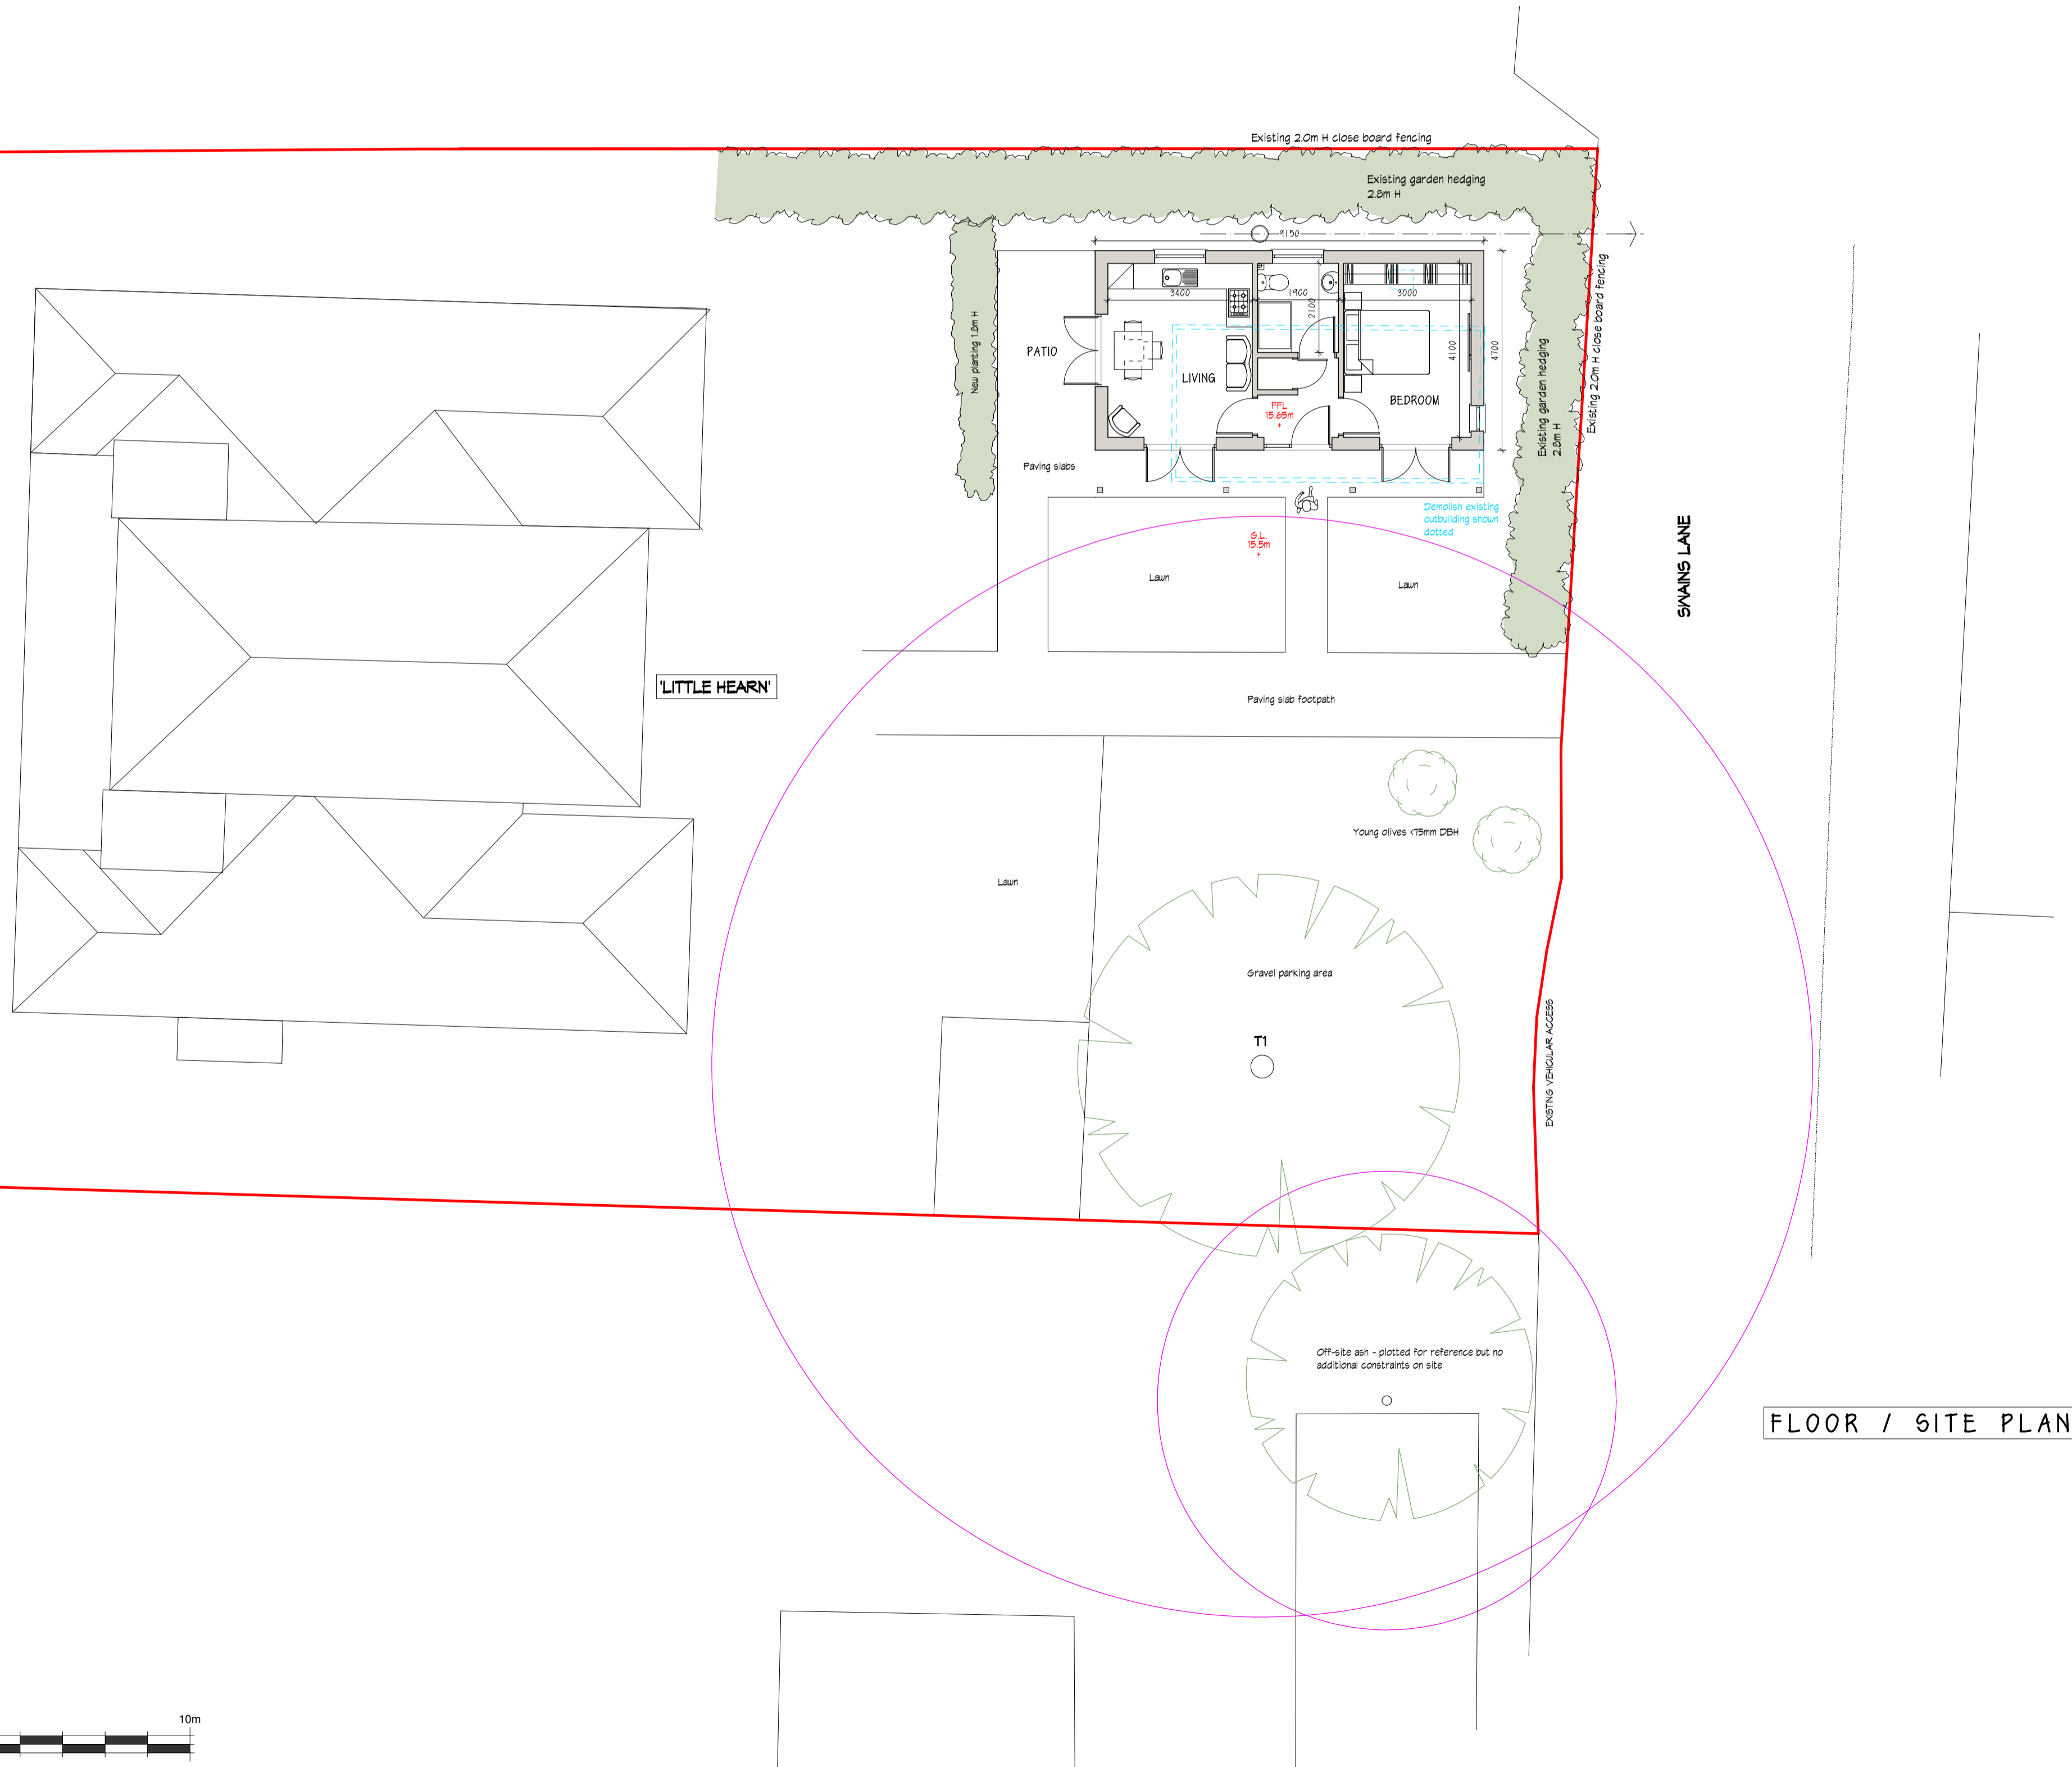 Existing 2.0m H close board fencing
Existing garden hedging
2.8m H
9150
3400
1900
3000
2100
4100
4700
New planting 1.8m H
PATIO
LIVING
BEDROOM
FFL
15.65m
+
Existing garden hedging
2.8m H
Existing 2.0m H close board fencing
Paving slabs
Demolish existing
outbuilding shown
dotted
G.L.
15.5m
+
Lawn
Lawn
SWAINS LANE
'LITTLE HEARN'
Paving slab footpath
Young olives <75mm DBH
Lawn
Gravel parking area
T1
EXISTING VEHICULAR ACCESS
Off-site ash - plotted for reference but no
additional constraints on site
FLOOR / SITE PLAN
10m